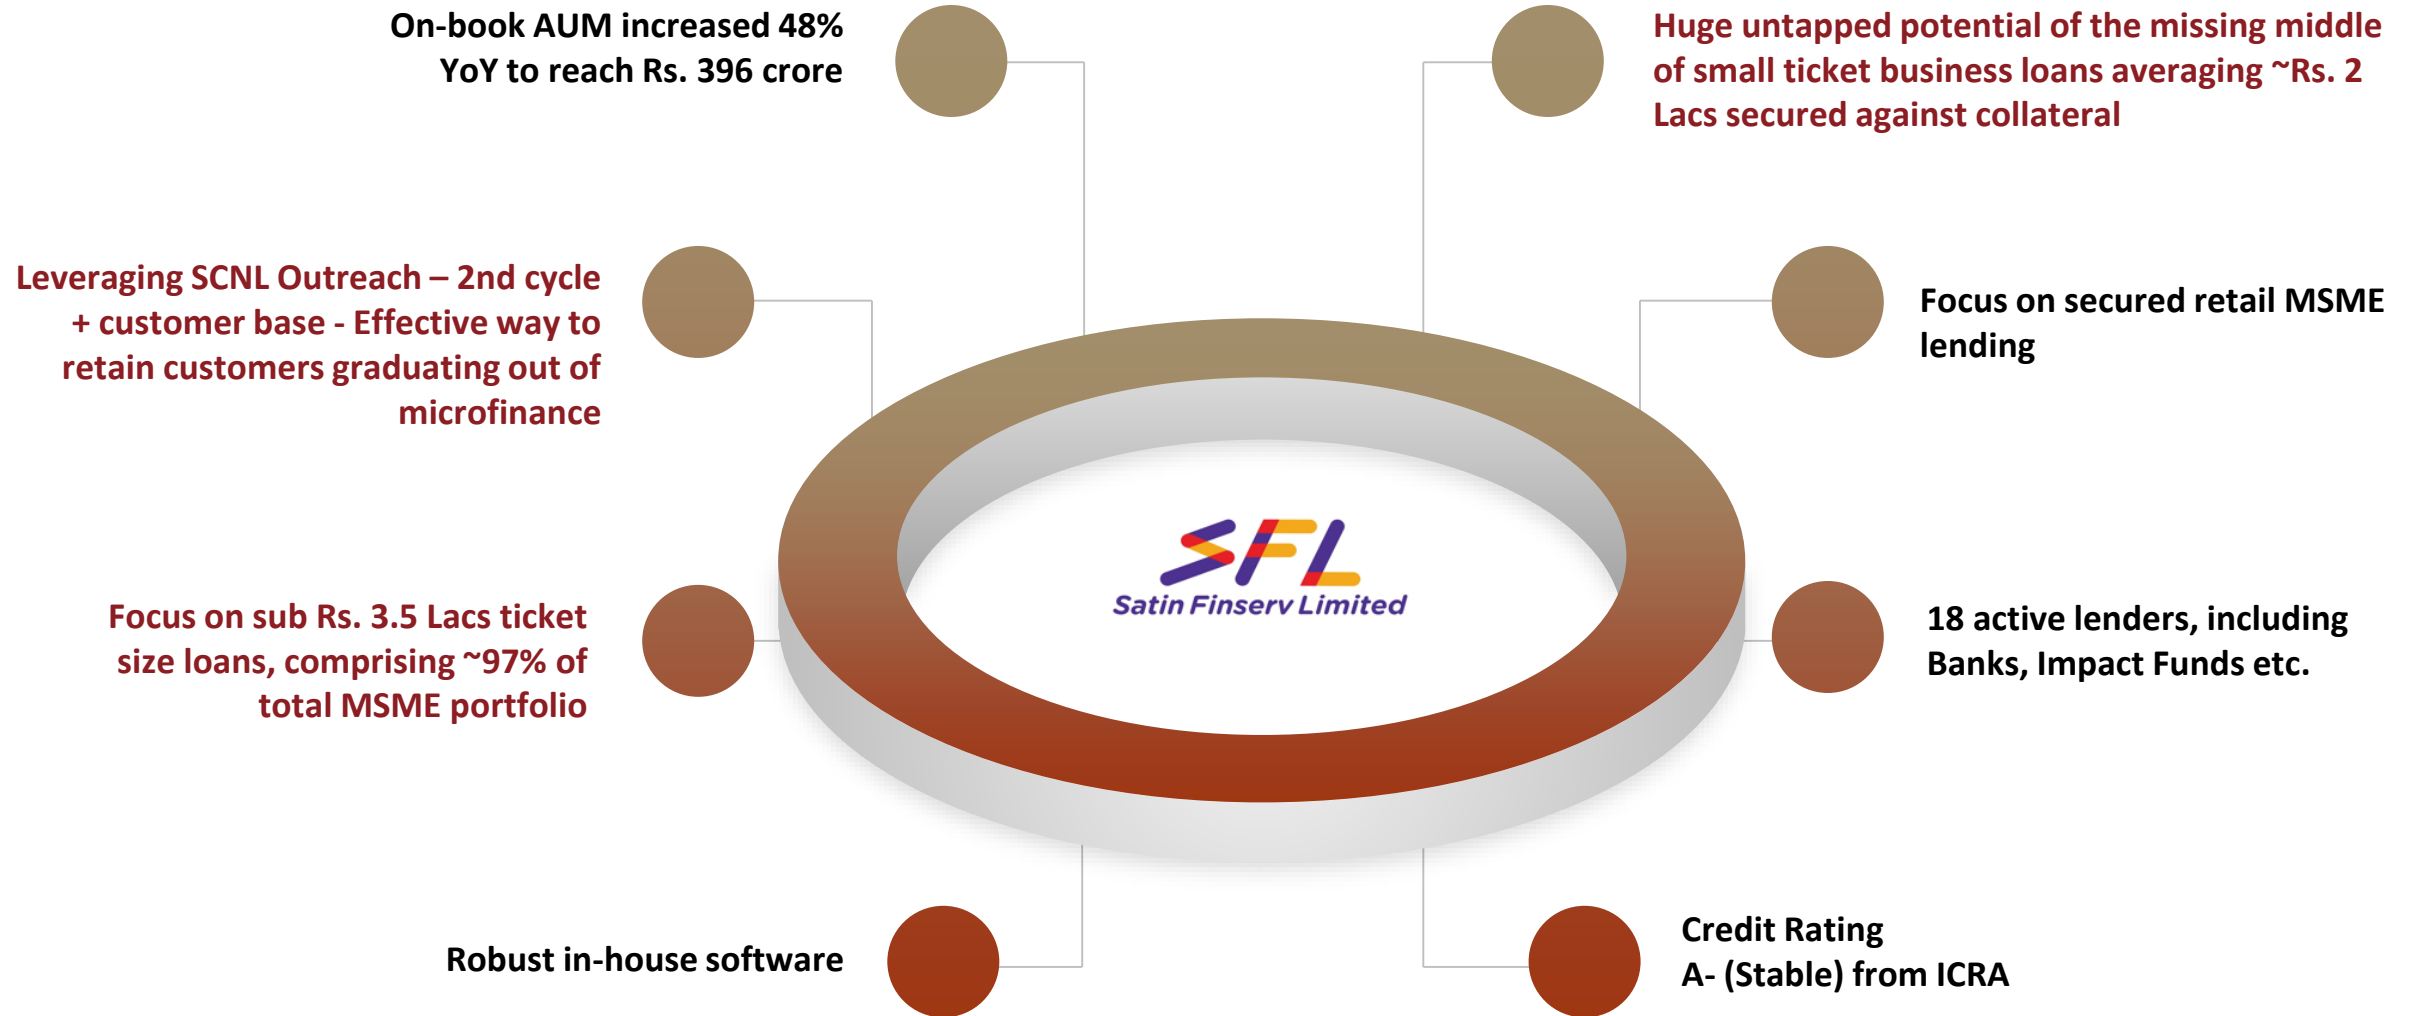 On-book AUM increased 48%
YoY to reach Rs. 396 crore
Huge untapped potential of the missing middle
of small ticket business loans averaging ~Rs. 2
Lacs secured against collateral
Leveraging SCNL Outreach – 2nd cycle
+ customer base - Effective way to
retain customers graduating out of
microfinance
Focus on secured retail MSME
lending
SFL
Satin Finserv Limited
Focus on sub Rs. 3.5 Lacs ticket
size loans, comprising ~97% of
total MSME portfolio
18 active lenders, including
Banks, Impact Funds etc.
Robust in-house software
Credit Rating
A- (Stable) from ICRA